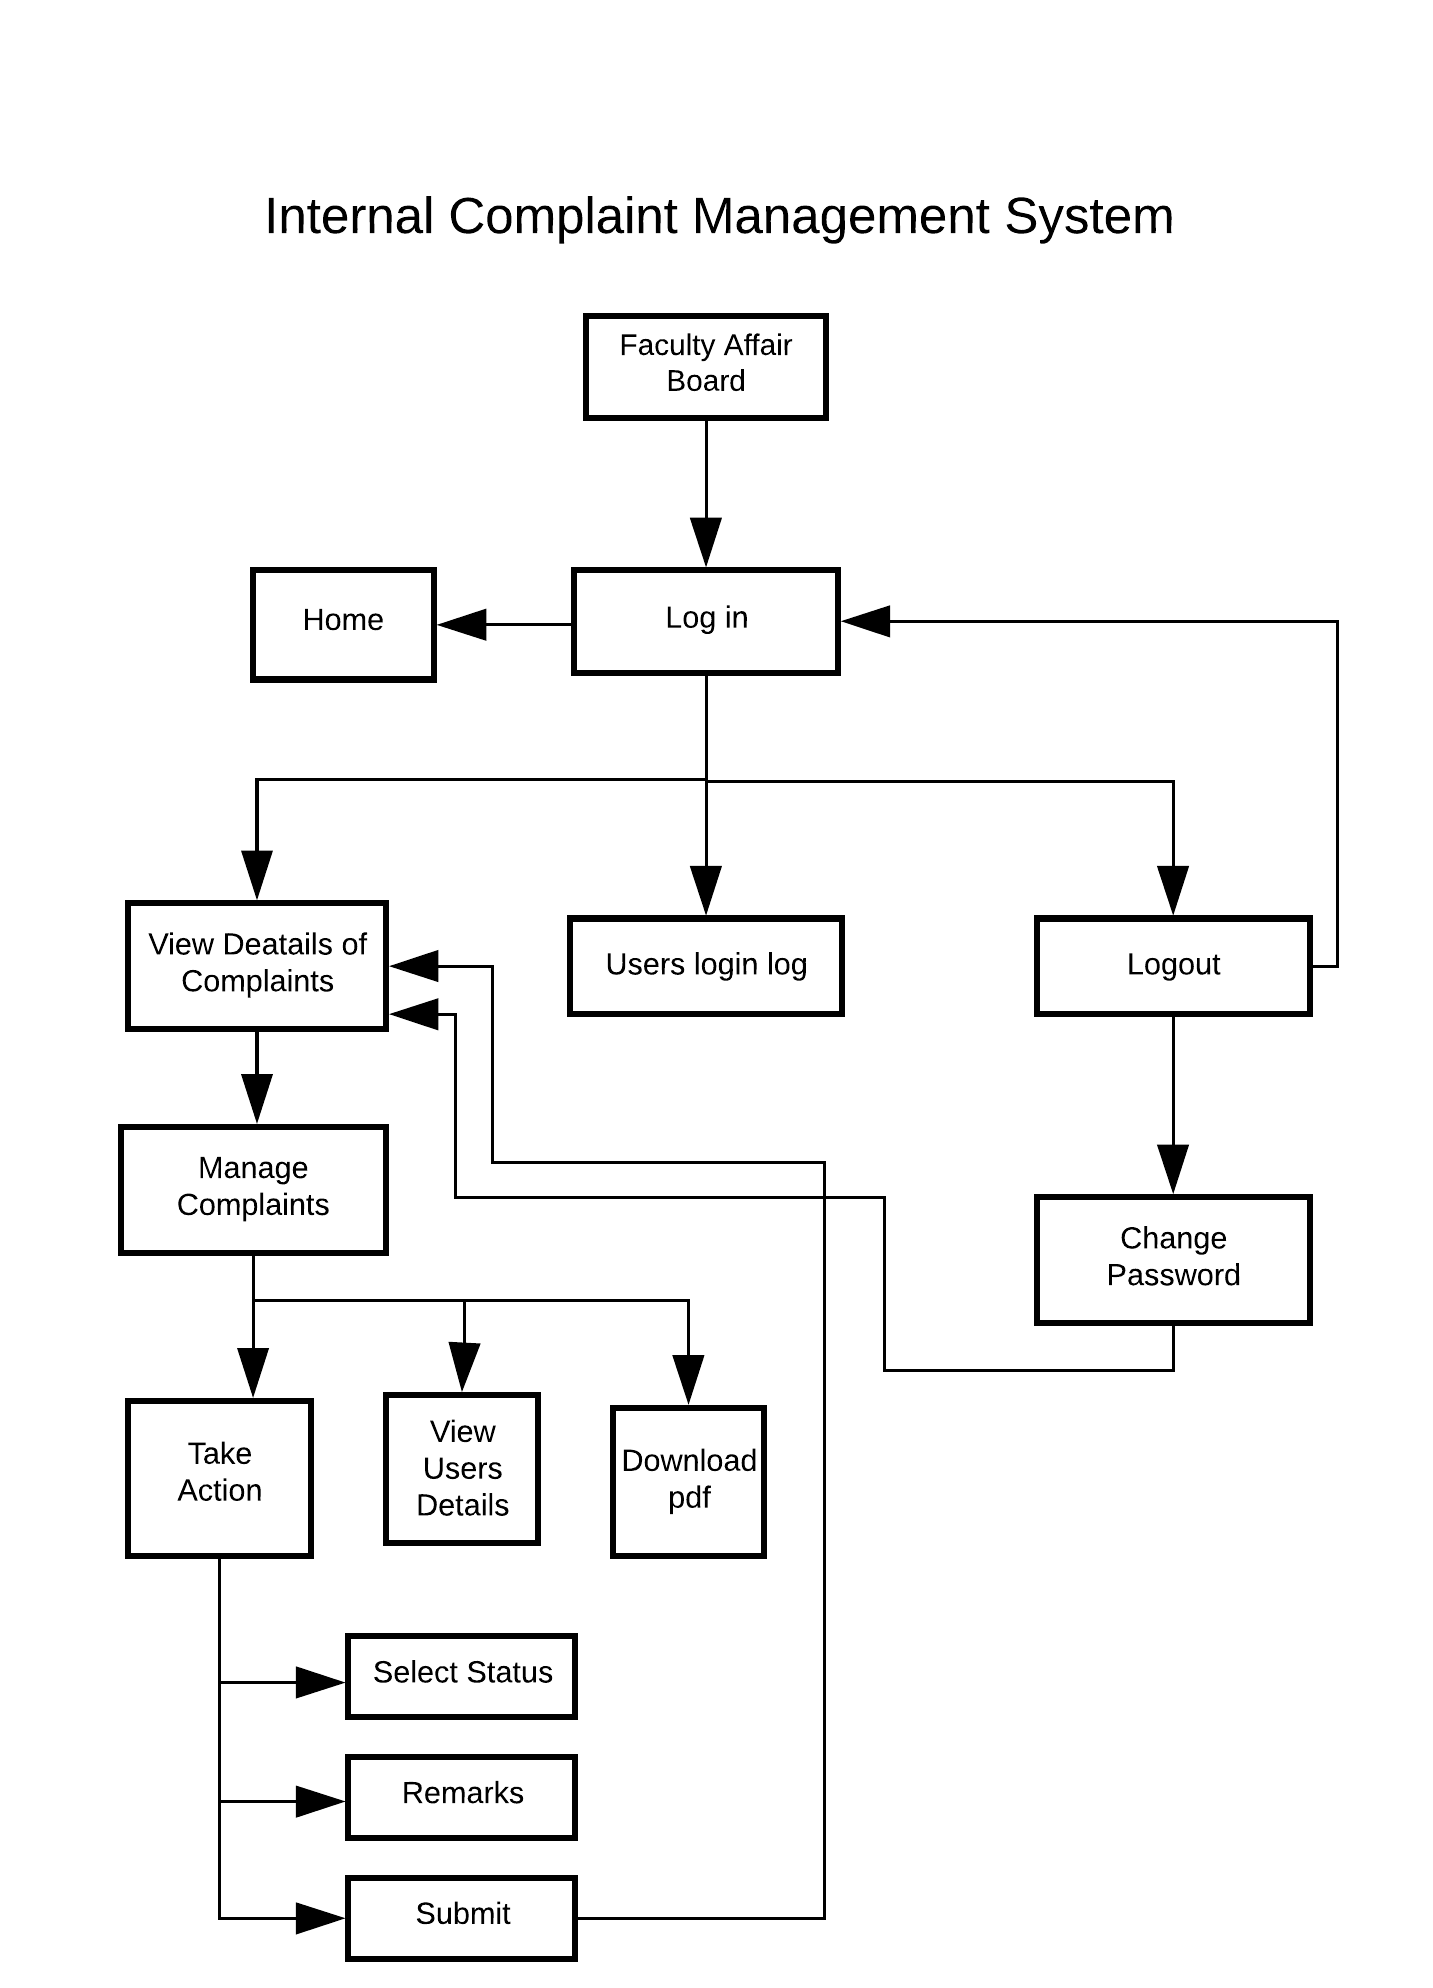 Internal Complaint Management System
Faculty Affair
Board
Home
Log in
View Deatails of
Complaints
Users login log
Logout
Manage
Complaints
Change
Password
Take
Action
View
Users
Details
Download
pdf
Select Status
Remarks
Submit